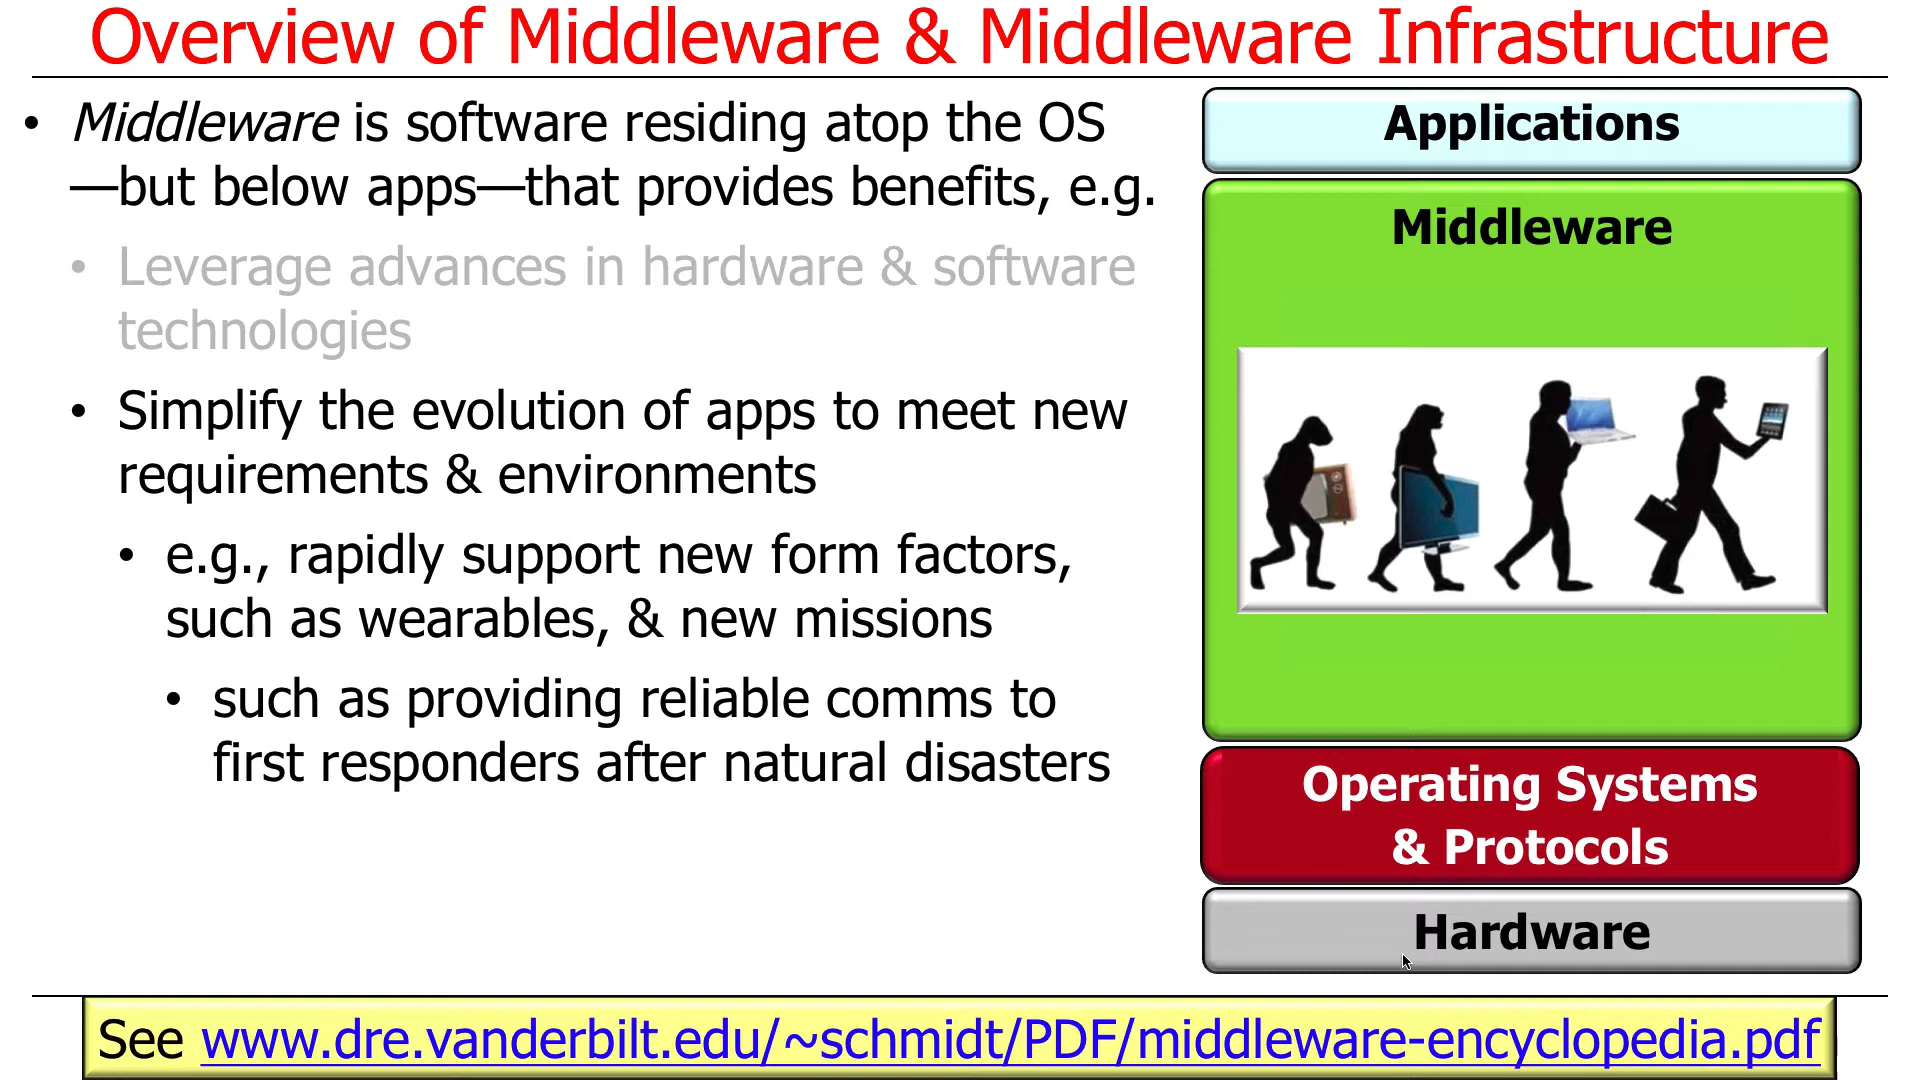 Overview of Middleware & Middleware Infrastructure
• Middleware is software residing atop the OS
—but below apps—that provides benefits, e.g.
• Leverage advances in hardware & software
technologies
• Simplify the evolution of apps to meet new
requirements & environments
• e.g., rapidly support new form factors,
such as wearables, & new missions
• such as providing reliable comms to
first responders after natural disasters
Applications
Middleware
Operating Systems
& Protocols
Hardware
See www.dre.vanderbilt.edu/~schmidt/PDF/middleware-encyclopedia.pdf